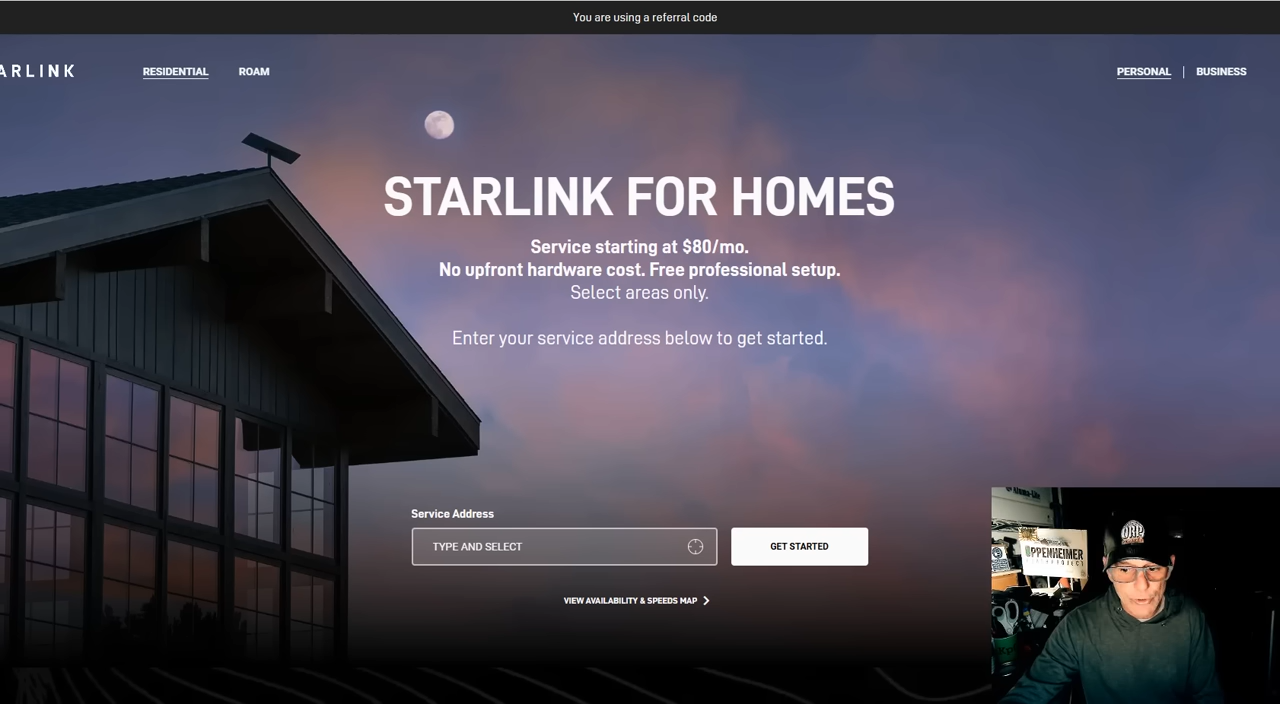 You are using a referral code
ARLINK
RESIDENTIAL
ROAM
PERSONAL
BUSINESS
STARLINK FOR HOMES
Service starting at $80/mo.
No upfront hardware cost. Free professional setup.
Select areas only.
Enter your service address below to get started.
Service Address
TYPE AND SELECT
GET STARTED
VIEW AVAILABILITY & SPEEDS MAP
ORP
OPPENHEIMER